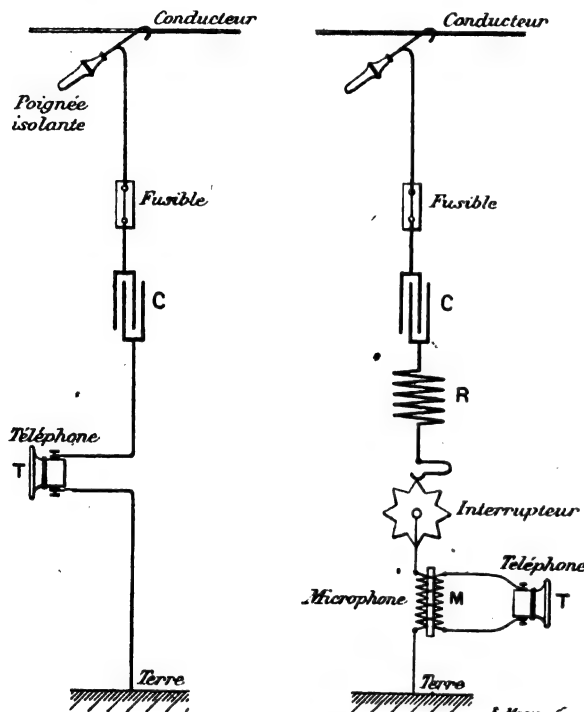 Conducteur
Poignée
isolante
Fusible
C
Téléphone
T
Terre
Conducteur
Fusible
C
R
Interrupteur
Téléphone
Microphone
M
T
Terre